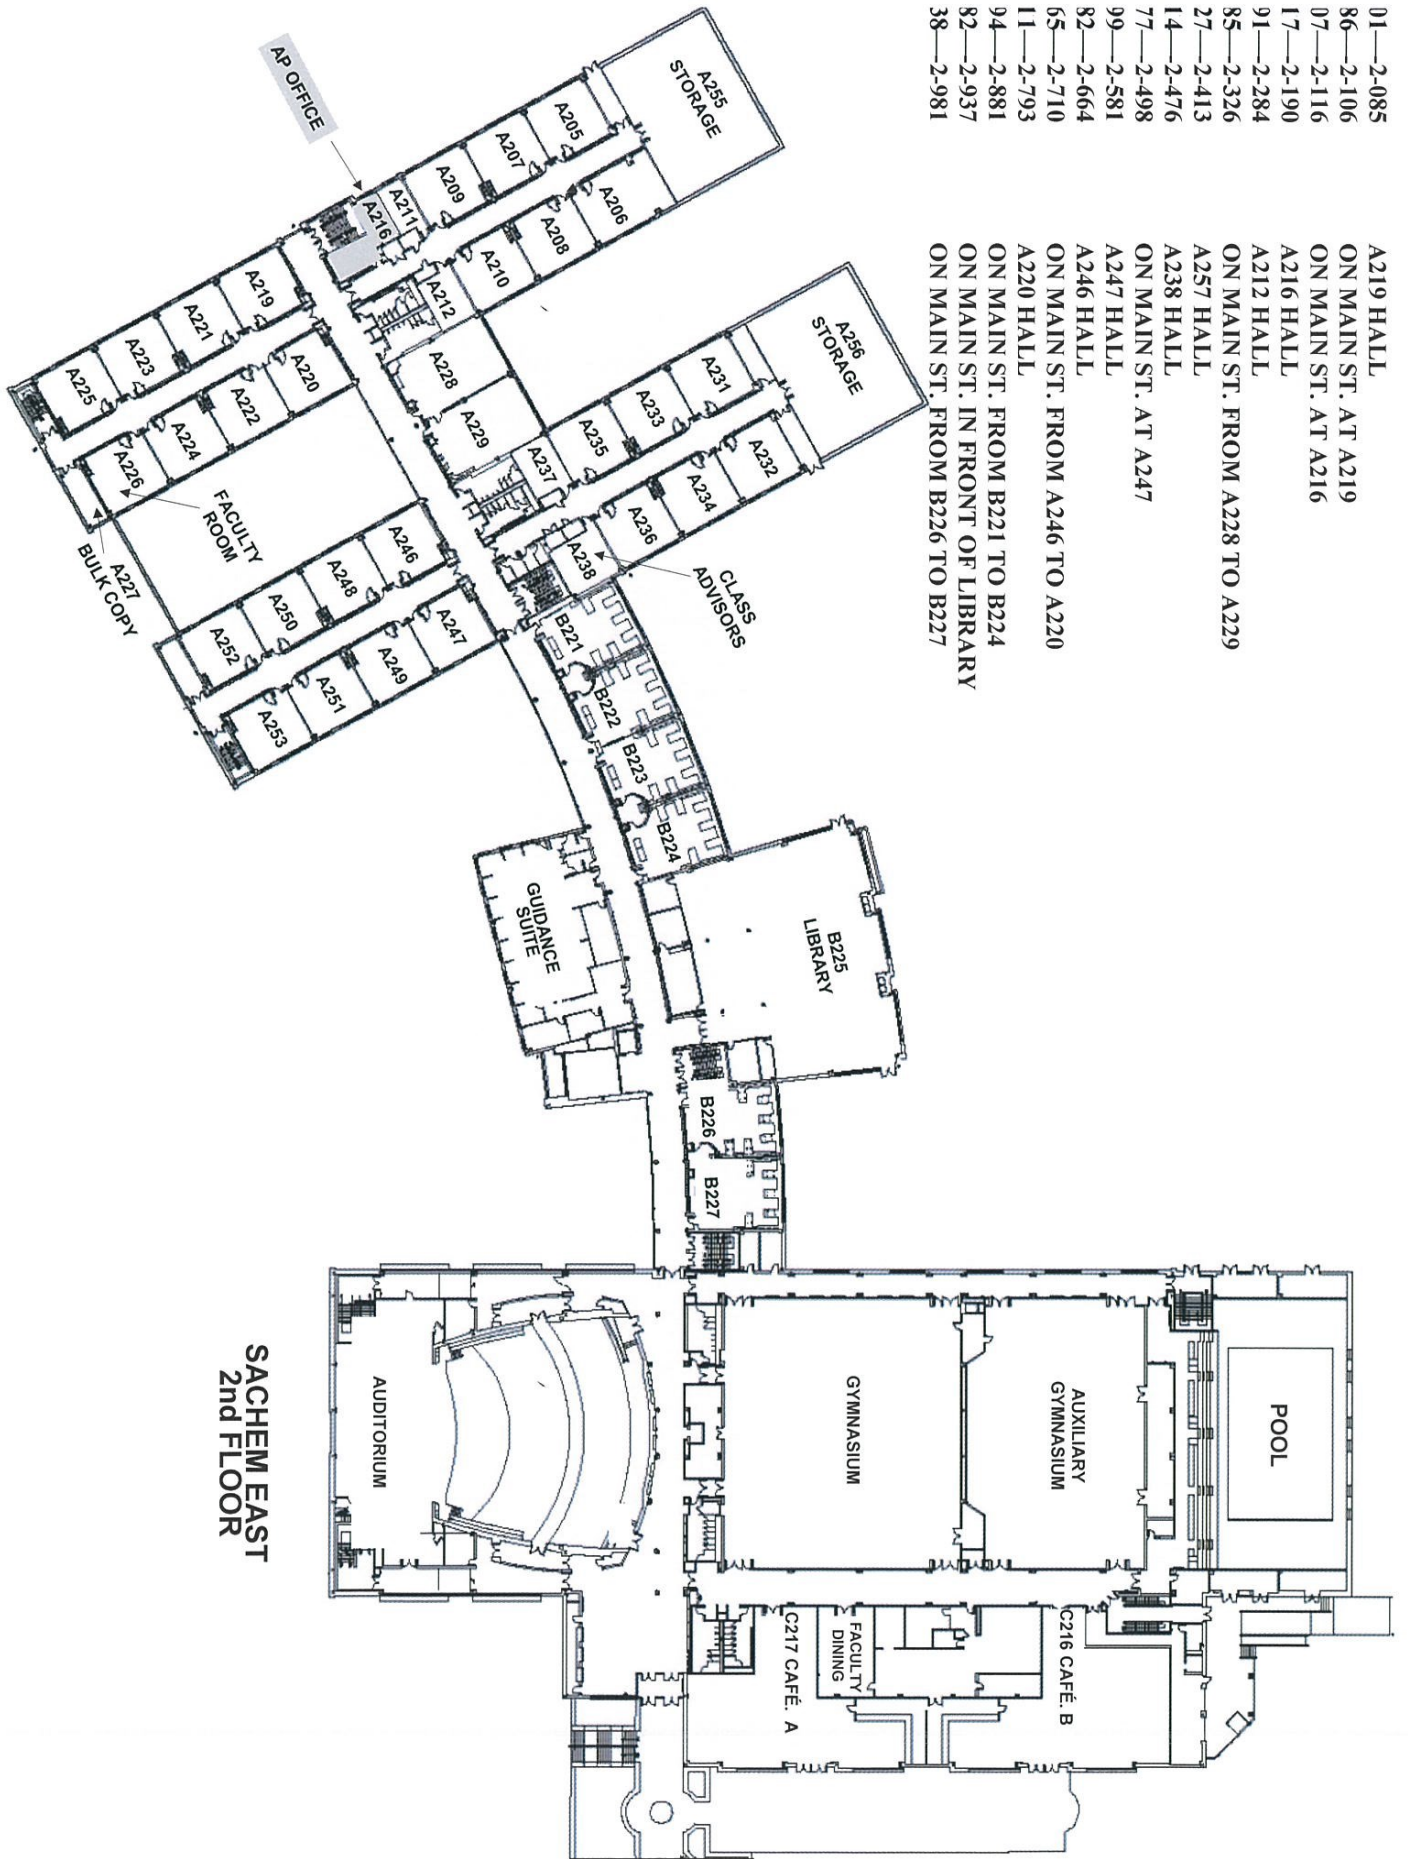 01—2-085 A219 HALL
86—2-106 ON MAIN ST. AT A219
07—2-116 ON MAIN ST. AT A216
17—2-190 A216 HALL
91—2-284 A212 HALL
85—2-326 ON MAIN ST. FROM A228 TO A229
27—2-413 A257 HALL
14—2-476 A238 HALL
77—2-498 ON MAIN ST. AT A247
99—2-581 A247 HALL
82—2-664 A246 HALL
65—2-710 ON MAIN ST. FROM A246 TO A220
11—2-793 A220 HALL
94—2-881 ON MAIN ST. FROM B221 TO B224
82—2-937 ON MAIN ST. IN FRONT OF LIBRARY
38—2-981 ON MAIN ST. FROM B226 TO B227
A255
STORAGE
A256
STORAGE
AP OFFICE
A205
A207
A209
A211
A216
A206
A208
A210
A212
A228
A229
A231
A233
A235
A237
A232
A234
A236
A238
CLASS
ADVISORS
A219
A221
A223
A225
A220
A222
A224
A226
FACULTY
ROOM
A227
BULK COPY
A246
A248
A250
A252
A247
A249
A251
A253
B221
B222
B223
B224
B225
LIBRARY
GUIDANCE
SUITE
B226
B227
POOL
AUXILIARY
GYMNASIUM
GYMNASIUM
AUDITORIUM
C216 CAFÉ. B
FACULTY
DINING
C217 CAFÉ. A
SACHEM EAST
2nd FLOOR